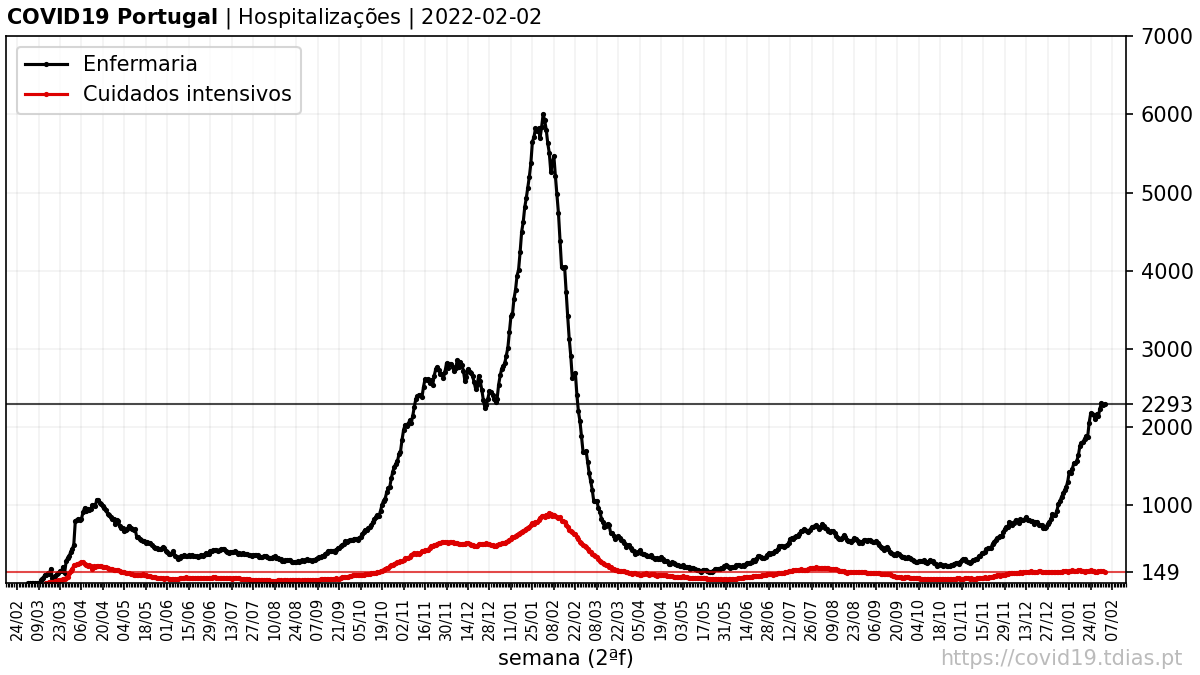 COVID19 Portugal | Hospitalizações | 2022-02-02
Enfermaria
Cuidados intensivos
7000
6000
5000
4000
3000
2293
2000
1000
149
24/02 09/03 23/03 06/04 20/04 04/05 18/05 01/06 15/06 29/06 13/07 27/07 10/08 24/08 07/09 21/09 05/10 19/10 02/11 16/11 30/11 14/12 28/12 11/01 25/01 08/02 22/02 08/03 22/03 05/04 19/04 03/05 17/05 31/05 14/06 28/06 12/07 26/07 09/08 23/08 06/09 20/09 04/10 18/10 01/11 15/11 29/11 13/12 27/12 10/01 24/01 07/02
semana (2ªf)
https://covid19.tdias.pt